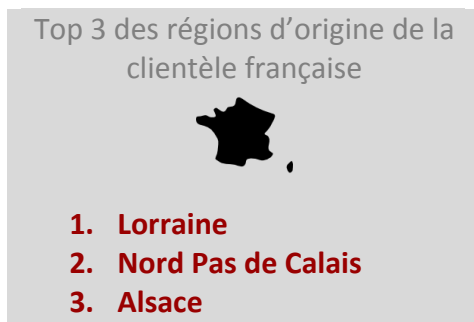 Top 3 des régions d’origine de la
clientèle française
1. Lorraine
2. Nord Pas de Calais
3. Alsace